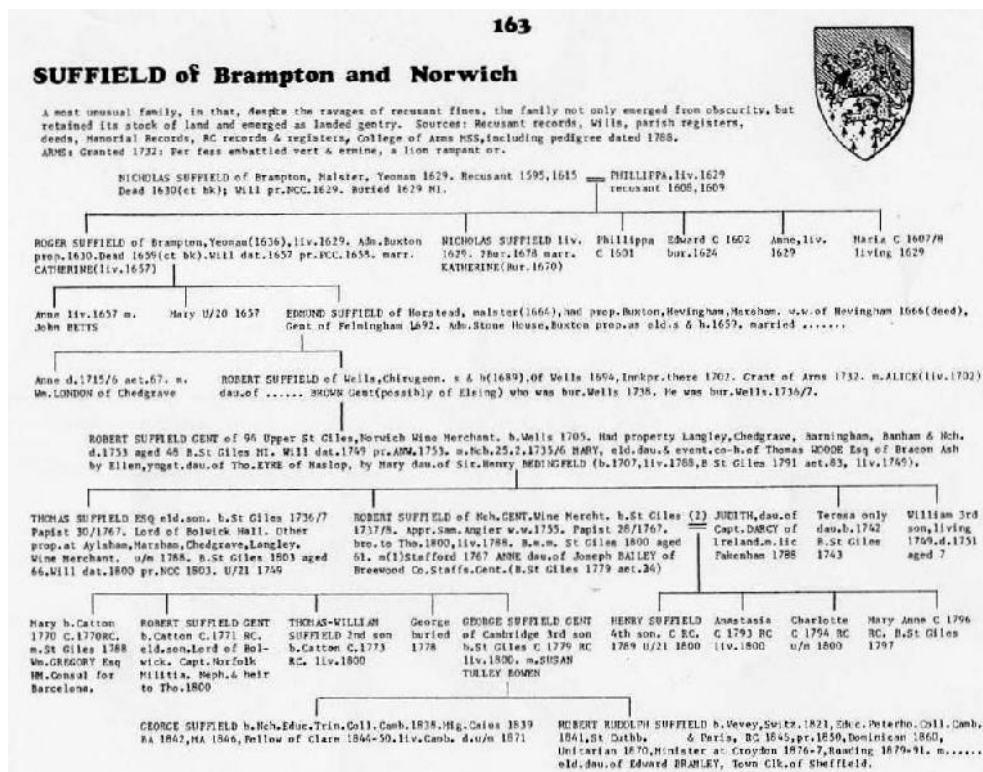 163
SUFFIELD of Brampton and Norwich
A most unusual family, in that, despite the ravages of recusant fines, the family not only emerged from obscurity, but
retained its stock of land and emerged as landed gentry. Sources: Recusant records, Wills, parish registers,
deeds, Manorial Records, RC records & registers, College of Arms MSS,including pedigree dated 1788.
ARMS: Granted 1732: Per fess embattled vert & ermine, a lion rampant or.
NICHOLAS SUFFIELD of Brampton, Malster, Yeoman 1629. Recusant 1595,1615
Dead 1630(ct bk); Will pr.NCC.1629. Buried 1629 MI.
PHILLIPPA,liv.1629
recusant 1608,1609
ROGER SUFFIELD of Brampton,Yeoman(1636),liv.1629. Adm.Buxton
prop.1630.Dead 1659(ct bk).Will dat.1657 pr.PCC.1658. marr.
CATHERINE(liv.1657)
NICHOLAS SUFFIELD liv.
1629. ?Bur.1678 marr.
KATHERINE(Bur.1670)
Phillippa
C 1601
Edward C 1602
bur.1624
Anne,liv.
1629
Maria C 1607/8
living 1629
Anne liv.1657 m.
John BETTS
Mary U/20 1657
EDMUND SUFFIELD of Horstead, malster(1664),had prop.Buxton,Hevingham,Marsham. w.w.of Hevingham 1666(deed),
Gent of Felmingham 1692. Adm.Stone House,Buxton prop.as eld.s & h.1659. married .......
Anne d.1715/6 aet.67. m.
Wm.LONDON of Chedgrave
ROBERT SUFFIELD of Wells,Chirugeon. s & h(1689).Of Wells 1694,Innkpr.there 1702. Grant of Arms 1732. m.ALICE(liv.1702)
dau.of ...... BROWN Gent(possibly of Elsing) who was bur.Wells 1738. He was bur.Wells.1736/7.
ROBERT SUFFIELD GENT of 96 Upper St Giles,Norwich Wine Merchant. b.Wells 1705. Had property Langley,Chedgrave, Barningham, Banham & Nch.
d.1753 aged 48 B.St Giles MI. Will dat.1749 pr.ANW.1753. m.Nch.25.2.1735/6 MARY, eld.dau.& event.co-h.of Thomas WOODE Esq of Bracon Ash
by Ellen,yngst.dau.of Tho.EYRE of Haslop, by Mary dau.of Sir.Henry BEDINGFELD (b.1707,liv.1788,B.St Giles 1791 aet.83, liv.1749).
THOMAS SUFFIELD ESQ eld.son. b.St Giles 1736/7
Papist 30/1767. Lord of Bolwick Hall. Other
prop.at Aylsham,Marsham,Chedgrave,Langley.
Wine Merchant. u/m 1788. B.St Giles 1803 aged
66.Will dat.1800 pr.NCC 1803. U/21 1749
ROBERT SUFFIELD of Nch.GENT.Wine Mercht. b.St Giles
1737/8. Appr.Sam.Angier w.w.1755. Papist 28/1767.
bro.to Tho.1800,liv.1788. B.m.m. St Giles 1800 aged
61. m(1)Stafford 1767 ANNE dau.of Joseph BAILEY of
Breewood Co.Staffs.Gent.(B.St Giles 1779 aet.34)
(2)
JUDITH,dau.of
Capt.DARCY of
Ireland.m.lic
Pakenham 1788
Teresa only
dau.b.1742
B.St Giles
1743
William 3rd
son,living
1749.d.1751
aged 7
Mary b.Catton
1770 C.1770RC.
m.St Giles 1788
Wm.GREGORY Esq
HM.Consul for
Barcelona.
ROBERT SUFFIELD GENT
b.Catton C.1771 RC.
eld.son.Lord of Bol-
wick. Capt.Norfolk
Militia. Neph.& heir
to Tho.1800
THOMAS-WILLIAM
SUFFIELD 2nd son
b.Catton C.1773
RC. liv.1800
George
buried
1778
GEORGE SUFFIELD GENT
of Cambridge 3rd son
b.St Giles C 1779 RC
liv.1800. m.SUSAN
TULLEY BOWEN
HENRY SUFFIELD
4th son. C RC.
1789 U/21 1800
Anastasia
C 1793 RC
liv.1800
Charlotte
C 1794 RC
u/m 1800
Mary Anne C 1796
RC. B.St Giles
1797
GEORGE SUFFIELD b.Nch.Educ.Trin.Coll.Camb.1838.Mig.Caius 1839
BA 1842,MA 1846, Fellow of Clare 1844-50.liv.Camb. d.u/m 1871
ROBERT RUDOLPH SUFFIELD b.Vevey,Switz.1821,Educ.Peterho.Coll.Camb.
1841,St Cuthb. & Paris, RC 1845,pr.1850,Dominican 1860,
Unitarian 1870,Minister at Croydon 1876-7,Reading 1879-91. m......
eld.dau.of Edward BRAMLEY, Town Clk.of Sheffield.